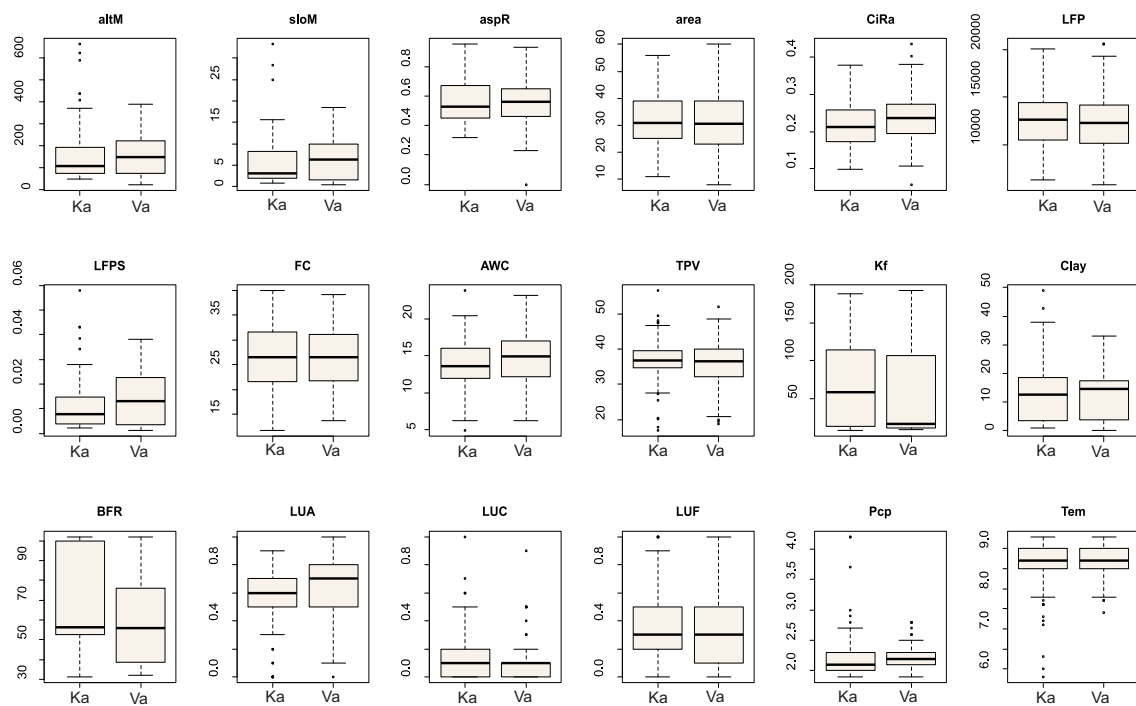 altM sloM aspR area CiRa LFP
0 200 400 600
0 5 15 25
0.0 0.2 0.4 0.6 0.8
10 20 30 40 50 60
0.1 0.2 0.3 0.4
10000 15000 20000
Ka Va Ka Va Ka Va Ka Va Ka Va Ka Va
LFPS FC AWC TPV Kf Clay
0.00 0.02 0.04 0.06
15 25 35
5 10 15 20
20 30 40 50
50 100 150 200
0 10 20 30 40 50
Ka Va Ka Va Ka Va Ka Va Ka Va Ka Va
BFR LUA LUC LUF Pcp Tem
30 50 70 90
0.0 0.4 0.8
0.0 0.4 0.8
0.0 0.4 0.8
2.0 2.5 3.0 3.5 4.0
6.0 7.0 8.0 9.0
Ka Va Ka Va Ka Va Ka Va Ka Va Ka Va